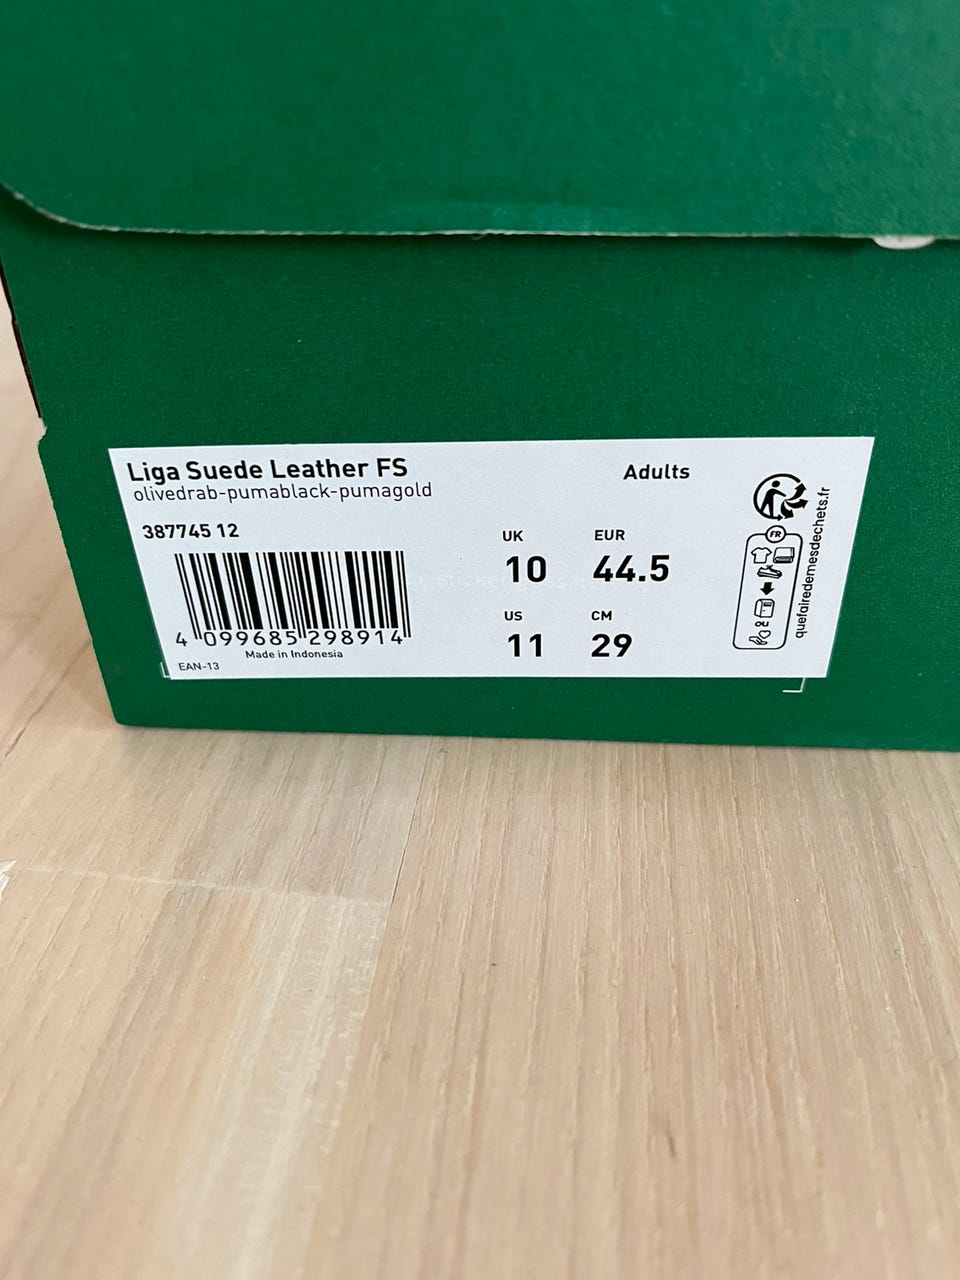 Liga Suede Leather FS
olivedrab-pumablack-pumagold
Adults
387745 12
UK
EUR
10
44.5
US
CM
11
29
4 099685 298914
Made in Indonesia
EAN-13
FR
quefairedemesdechets.fr